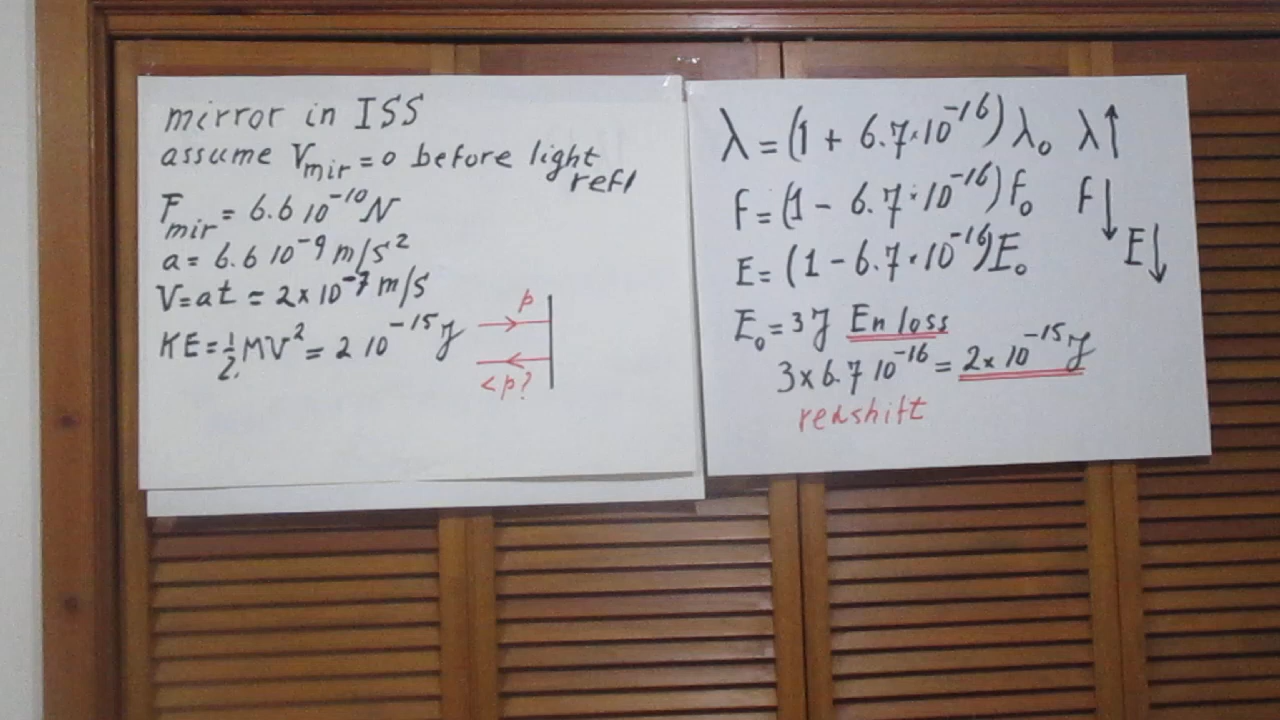 mirror in ISS
assume Vmir = 0 before light refl
Fmir = 6.6 10⁻¹⁰ N
a = 6.6 10⁻⁹ m/s²
V = at = 2 × 10⁻⁷ m/s
KE = ½ MV² = 2 10⁻¹⁵ J
p
< p?
λ = (1 + 6.7·10⁻¹⁶) λ₀ λ↑
f = (1 - 6.7·10⁻¹⁶) f₀ f↓
E = (1 - 6.7·10⁻¹⁶) E₀ E↓
E₀ = 3 J En loss
3 × 6.7 10⁻¹⁶ = 2 × 10⁻¹⁵ J
redshift